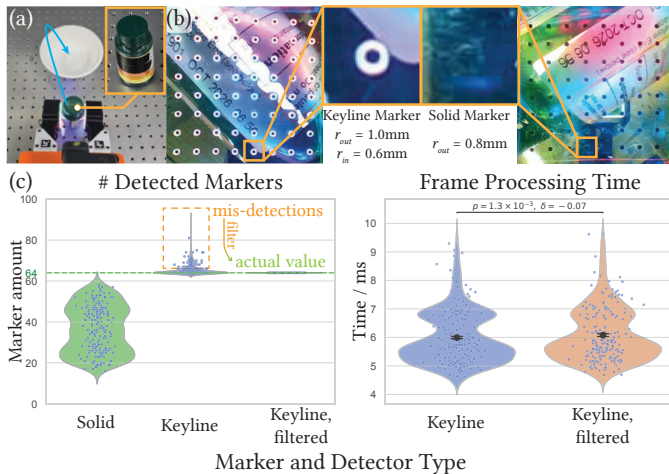 (a)
(b)
Keyline Marker
r_out = 1.0mm
r_in = 0.6mm
Solid Marker
r_out = 0.8mm
(c)
# Detected Markers
Marker amount
100
80
64
60
40
20
0
mis-detections
filter
actual value
Solid
Keyline
Keyline,
filtered
Frame Processing Time
p = 1.3 × 10⁻³, δ = −0.07
Time / ms
10
9
8
7
6
5
4
Keyline
Keyline,
filtered
Marker and Detector Type